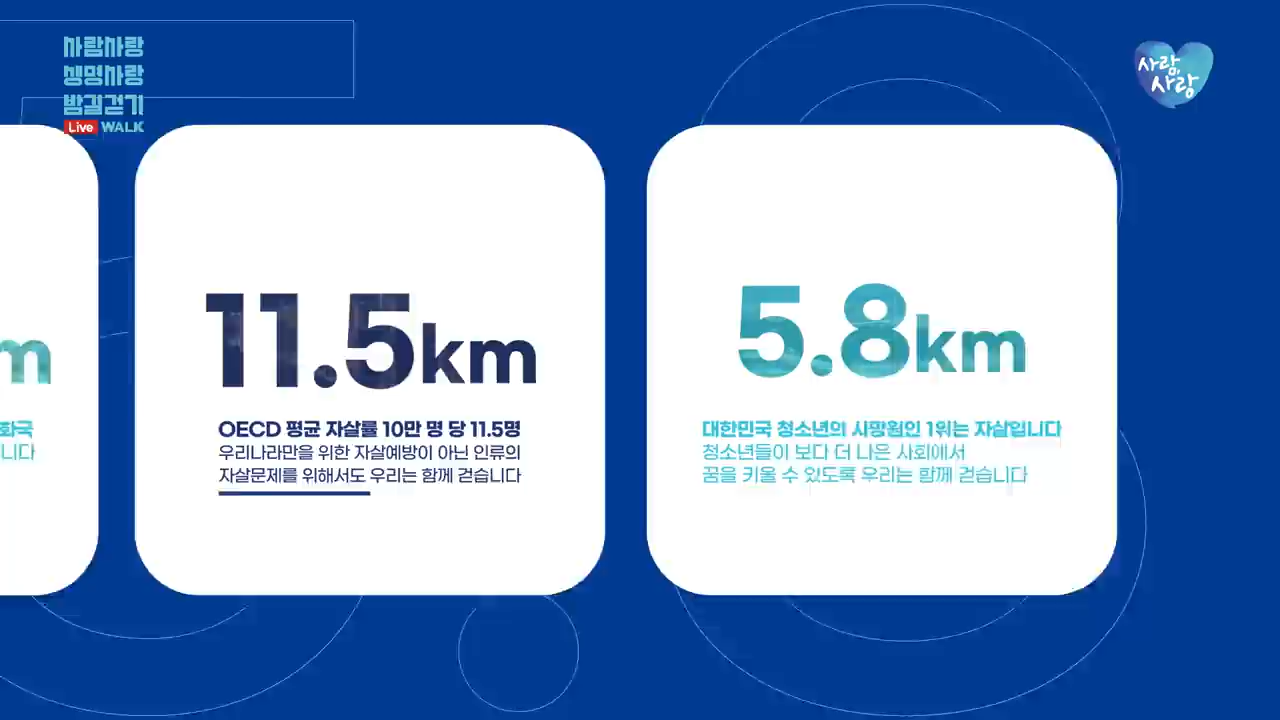 사람사랑
생명사랑
밤길걷기
Live WALK
사람,
사랑
m
화국
니다
11.5km
OECD 평균 자살률 10만 명 당 11.5명
우리나라만을 위한 자살예방이 아닌 인류의
자살문제를 위해서도 우리는 함께 걷습니다
5.8km
대한민국 청소년의 사망원인 1위는 자살입니다
청소년들이 보다 더 나은 사회에서
꿈을 키울 수 있도록 우리는 함께 걷습니다